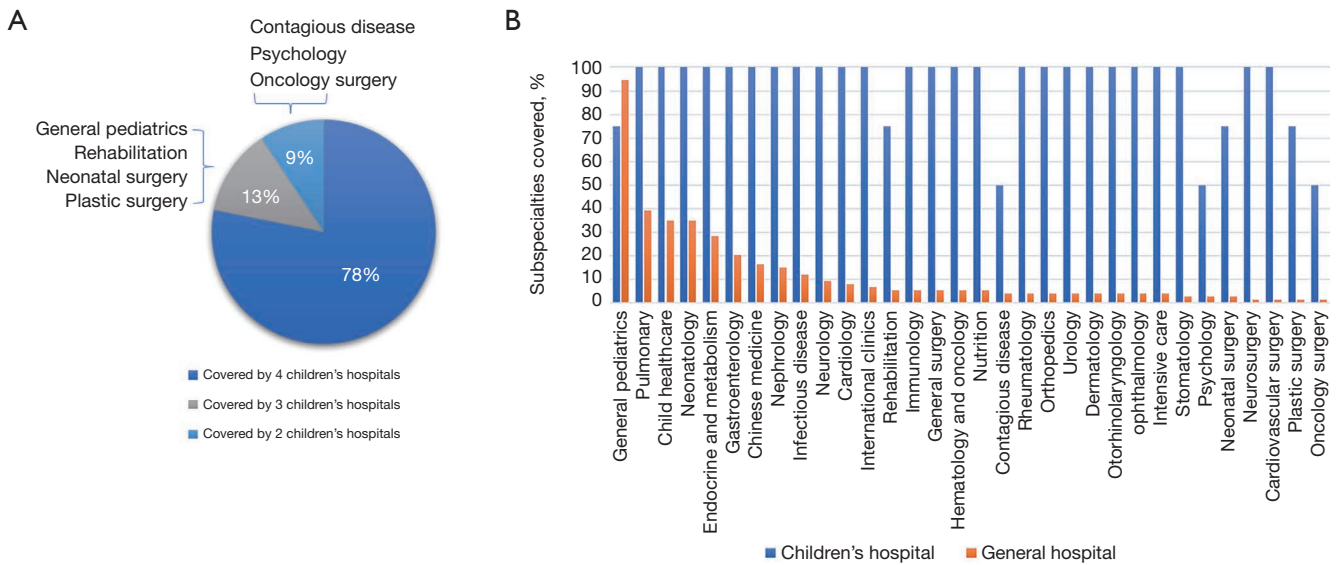 A
Contagious disease
Psychology
Oncology surgery
General pediatrics
Rehabilitation
Neonatal surgery
Plastic surgery
9%
13%
78%
Covered by 4 children’s hospitals
Covered by 3 children’s hospitals
Covered by 2 children’s hospitals
B
Subspecialties covered, %
100
90
80
70
60
50
40
30
20
10
0
General pediatrics
Pulmonary
Child healthcare
Neonatology
Endocrine and metabolism
Gastroenterology
Chinese medicine
Nephrology
Infectious disease
Neurology
Cardiology
International clinics
Rehabilitation
Immunology
General surgery
Hematology and oncology
Nutrition
Contagious disease
Rheumatology
Orthopedics
Urology
Dermatology
Otorhinolaryngology
ophthalmology
Intensive care
Stomatology
Psychology
Neonatal surgery
Neurosurgery
Cardiovascular surgery
Plastic surgery
Oncology surgery
Children’s hospital
General hospital